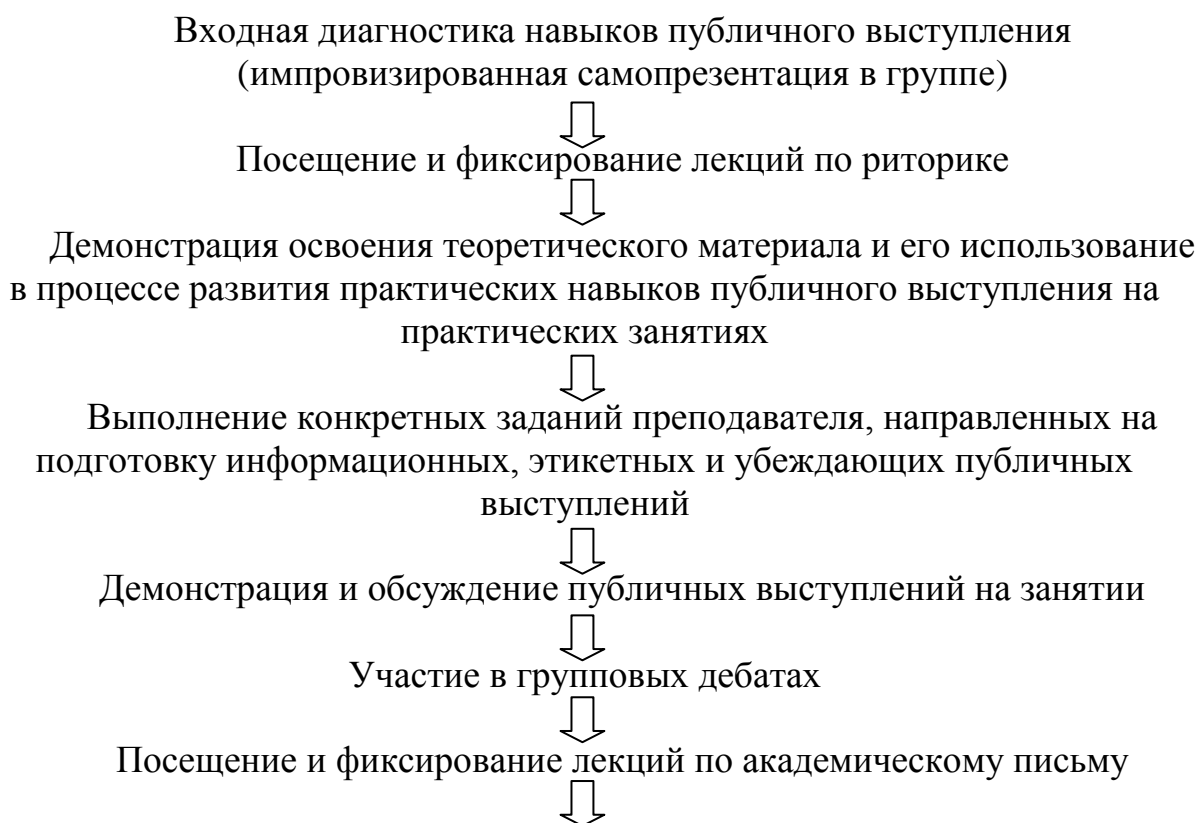 Входная диагностика навыков публичного выступления
(импровизированная самопрезентация в группе)
Посещение и фиксирование лекций по риторике
Демонстрация освоения теоретического материала и его использование
в процессе развития практических навыков публичного выступления на
практических занятиях
Выполнение конкретных заданий преподавателя, направленных на
подготовку информационных, этикетных и убеждающих публичных
выступлений
Демонстрация и обсуждение публичных выступлений на занятии
Участие в групповых дебатах
Посещение и фиксирование лекций по академическому письму